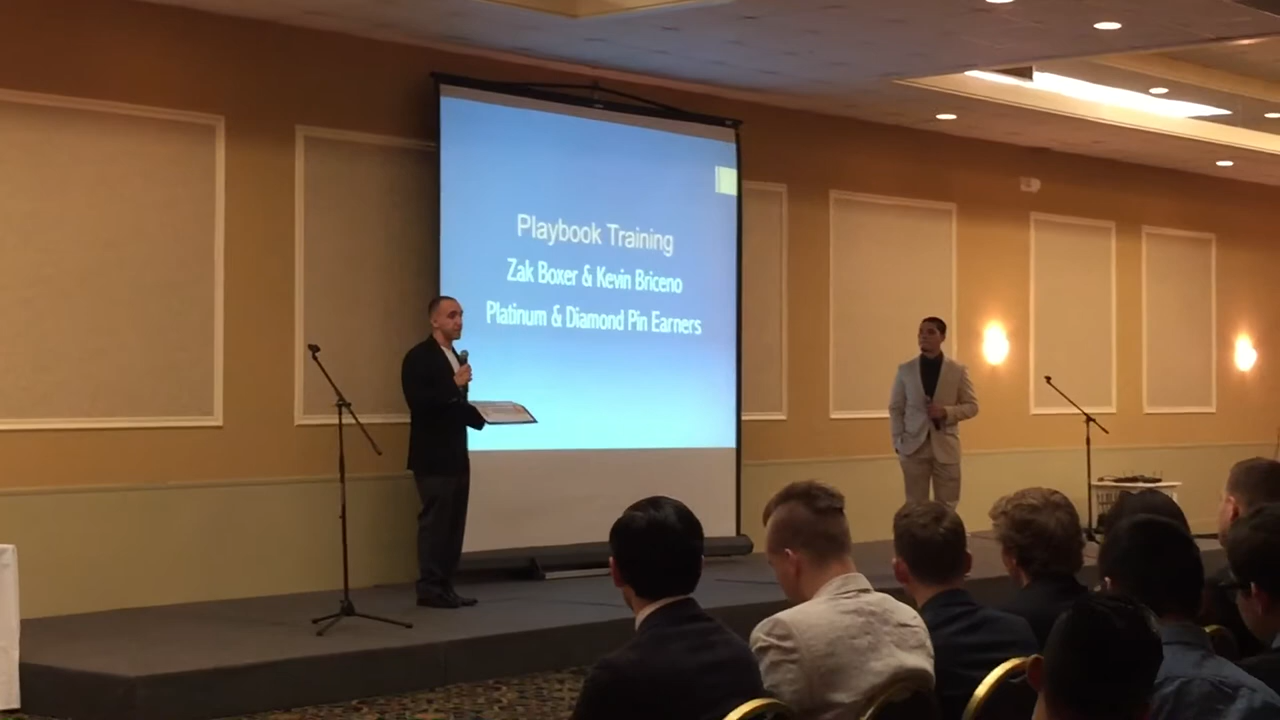 Playbook Training
Zak Boxer & Kevin Briceno
Platinum & Diamond Pin Earners